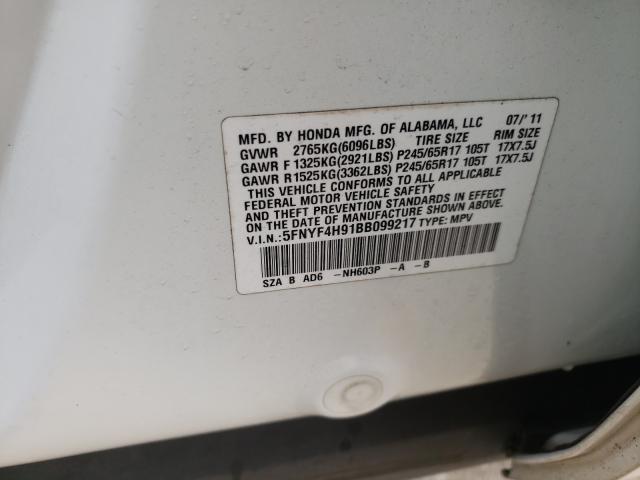 MFD. BY HONDA MFG. OF ALABAMA, LLC 07/'11
GVWR 2765KG(6096LBS) TIRE SIZE RIM SIZE
GAWR F 1325KG(2921LBS) P245/65R17 105T 17X7.5J
GAWR R 1525KG(3362LBS) P245/65R17 105T 17X7.5J
THIS VEHICLE CONFORMS TO ALL APPLICABLE
FEDERAL MOTOR VEHICLE SAFETY
AND THEFT PREVENTION STANDARDS IN EFFECT
ON THE DATE OF MANUFACTURE SHOWN ABOVE.
V.I.N.:5FNYF4H91BB099217 TYPE: MPV
SZA B AD6 -NH603P -A -B